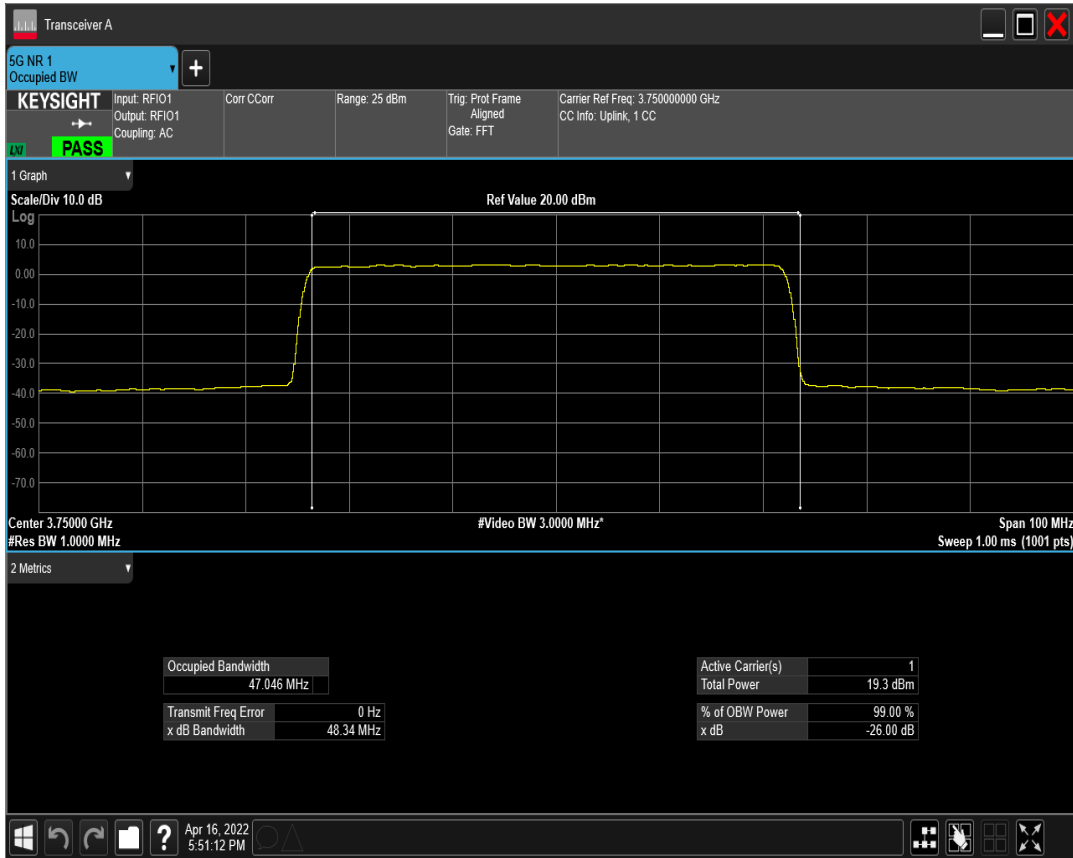 Transceiver A
5G NR 1
Occupied BW
KEYSIGHT
LXI
PASS
Input: RFIO1
Output: RFIO1
Coupling: AC
Corr CCorr
Range: 25 dBm
Trig: Prot Frame
Aligned
Gate: FFT
Carrier Ref Freq: 3.750000000 GHz
CC Info: Uplink, 1 CC
1 Graph
Scale/Div 10.0 dB
Ref Value 20.00 dBm
Log
10.0
0.00
-10.0
-20.0
-30.0
-40.0
-50.0
-60.0
-70.0
Center 3.75000 GHz
#Video BW 3.0000 MHz*
Span 100 MHz
#Res BW 1.0000 MHz
Sweep 1.00 ms (1001 pts)
2 Metrics
Occupied Bandwidth
47.046 MHz
Transmit Freq Error 0 Hz
x dB Bandwidth 48.34 MHz
Active Carrier(s) 1
Total Power 19.3 dBm
% of OBW Power 99.00 %
x dB -26.00 dB
?
Apr 16, 2022
5:51:12 PM